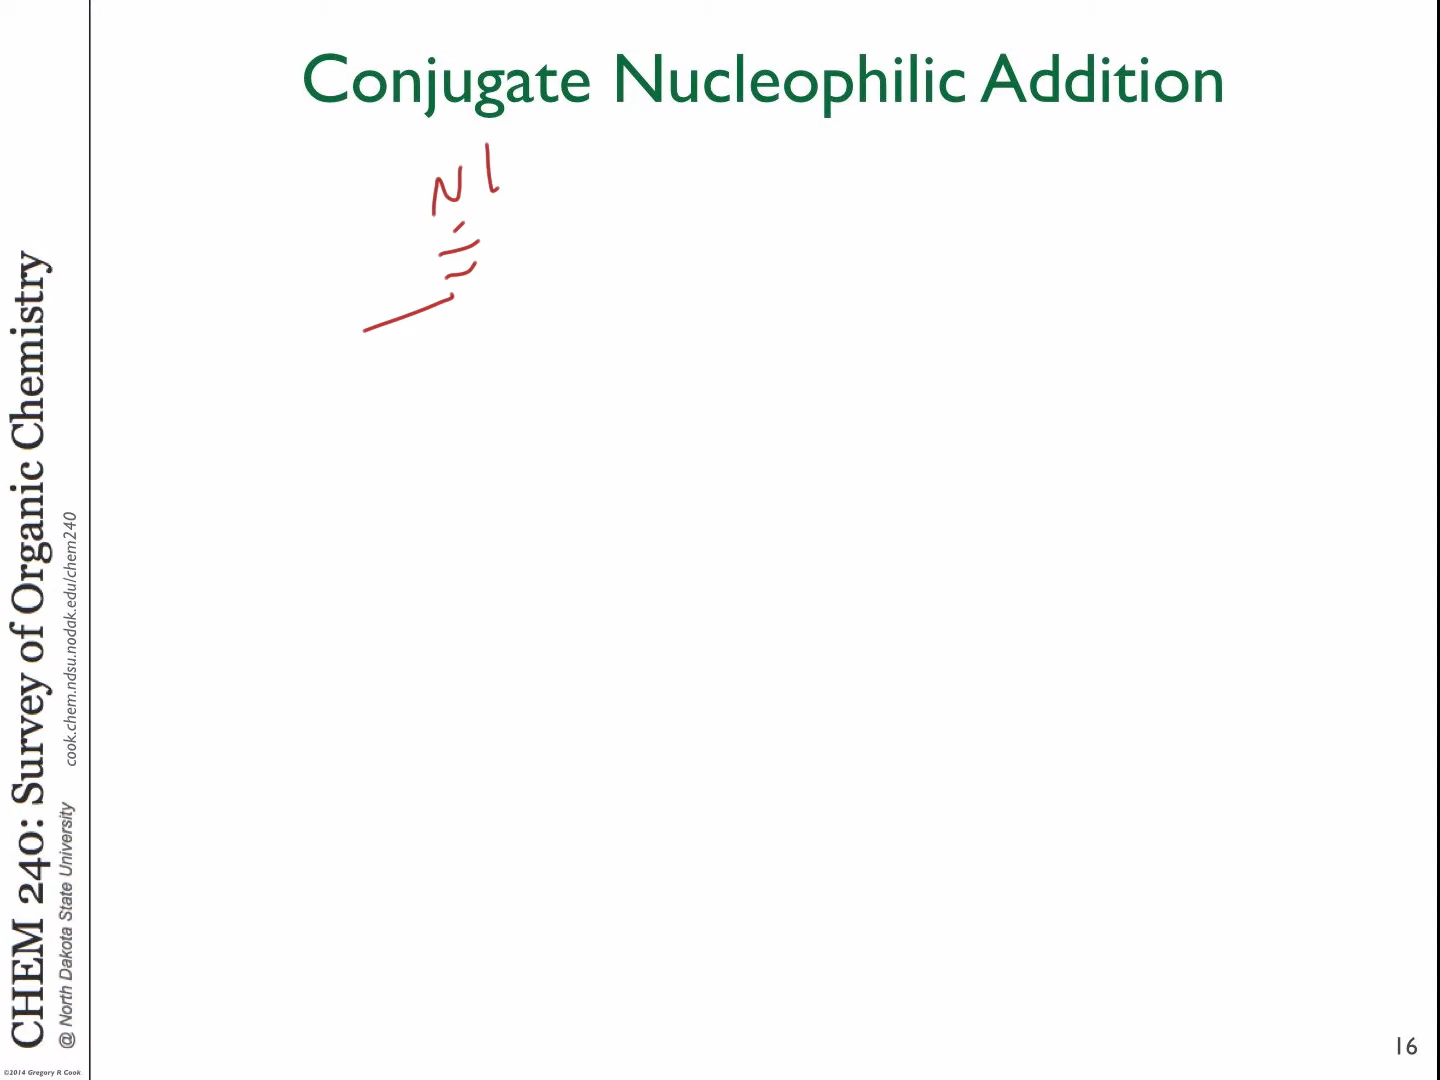 Conjugate Nucleophilic Addition
CHEM 240: Survey of Organic Chemistry
@ North Dakota State University cook.chem.ndsu.nodak.edu/chem240
©2014 Gregory R Cook
16